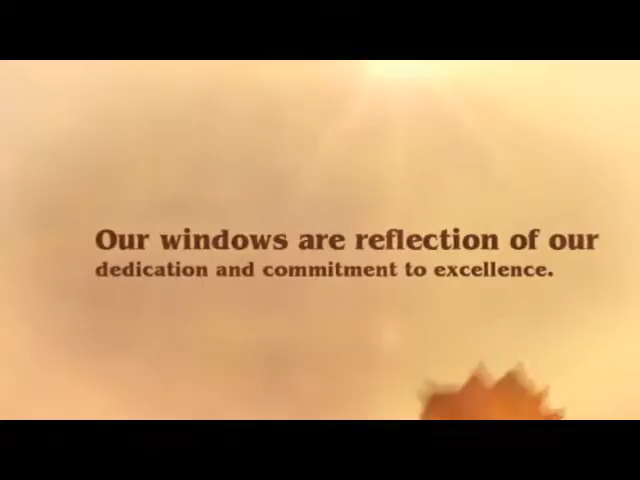 Our windows are reflection of our
dedication and commitment to excellence.